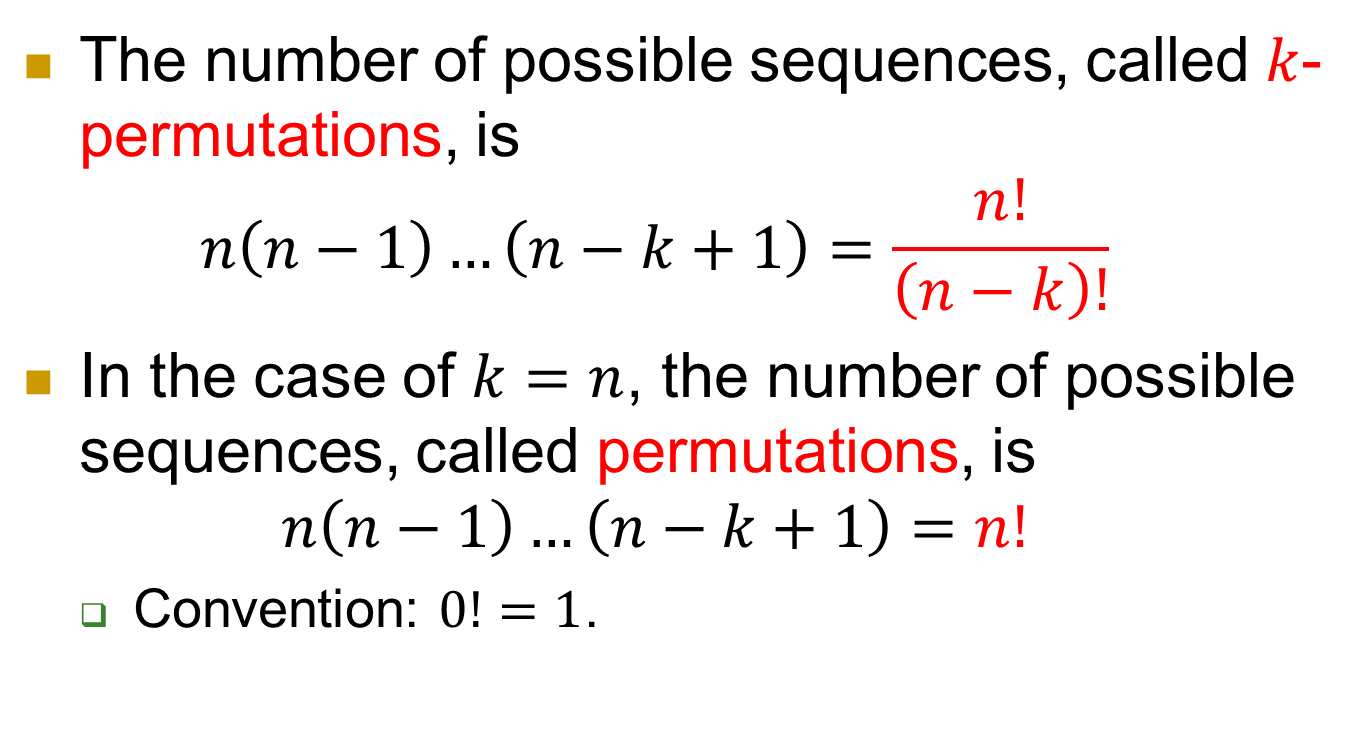 The number of possible sequences, called k-
permutations, is
n(n − 1) … (n − k + 1) = n! / (n − k)!
In the case of k = n, the number of possible
sequences, called permutations, is
n(n − 1) … (n − k + 1) = n!
Convention: 0! = 1.